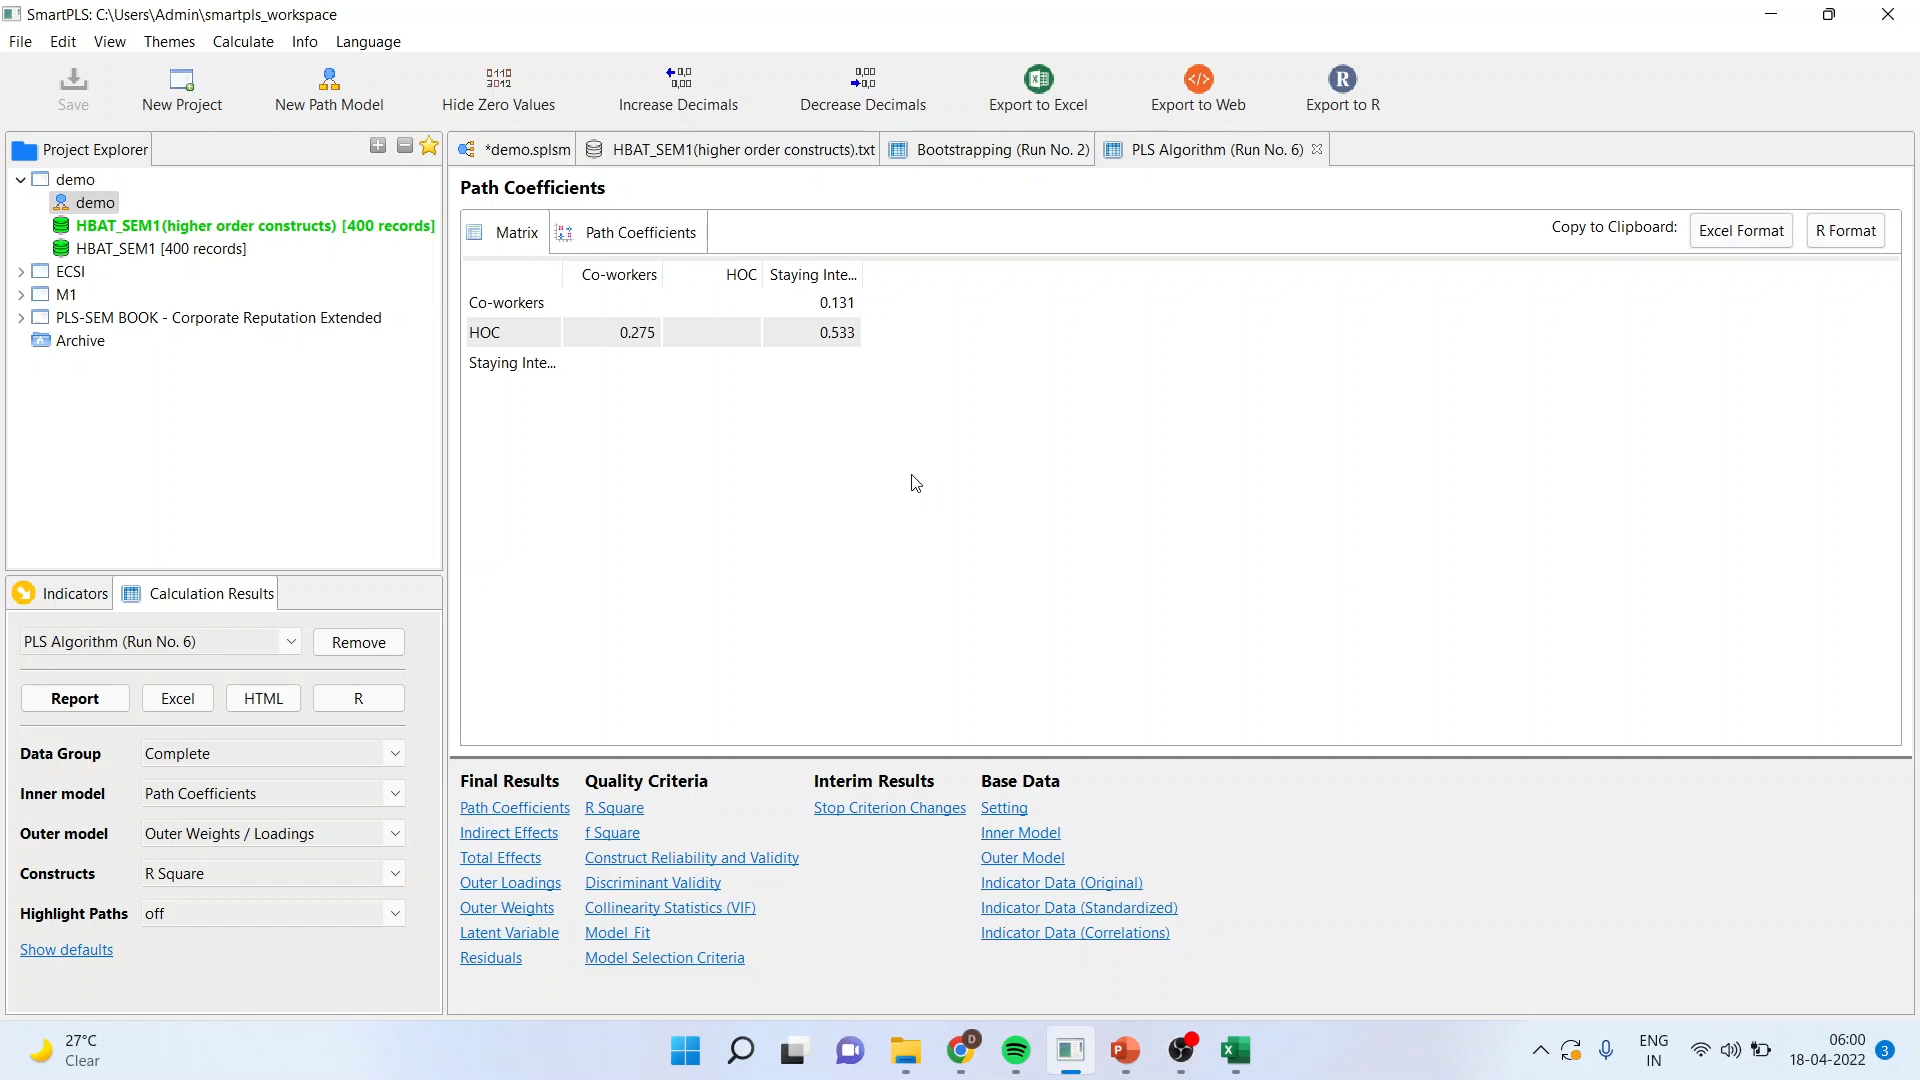 SmartPLS: C:\Users\Admin\smartpls_workspace
File Edit View Themes Calculate Info Language
Save New Project New Path Model Hide Zero Values Increase Decimals Decrease Decimals Export to Excel Export to Web Export to R
Project Explorer
*demo.splsm HBAT_SEM1(higher order constructs).txt Bootstrapping (Run No. 2) PLS Algorithm (Run No. 6)
demo
demo
HBAT_SEM1(higher order constructs) [400 records]
HBAT_SEM1 [400 records]
ECSI
M1
PLS-SEM BOOK - Corporate Reputation Extended
Archive
Path Coefficients
Matrix Path Coefficients Copy to Clipboard: Excel Format R Format
Co-workers HOC Staying Inte...
Co-workers 0.131
HOC 0.275 0.533
Staying Inte...
Indicators Calculation Results
PLS Algorithm (Run No. 6) Remove
Report Excel HTML R
Data Group Complete
Inner model Path Coefficients
Outer model Outer Weights / Loadings
Constructs R Square
Highlight Paths off
Show defaults
Final Results Quality Criteria Interim Results Base Data
Path Coefficients R Square Stop Criterion Changes Setting
Indirect Effects f Square Inner Model
Total Effects Construct Reliability and Validity Outer Model
Outer Loadings Discriminant Validity Indicator Data (Original)
Outer Weights Collinearity Statistics (VIF) Indicator Data (Standardized)
Latent Variable Model_Fit Indicator Data (Correlations)
Residuals Model Selection Criteria
27°C
Clear
ENG
IN
06:00
18-04-2022
3